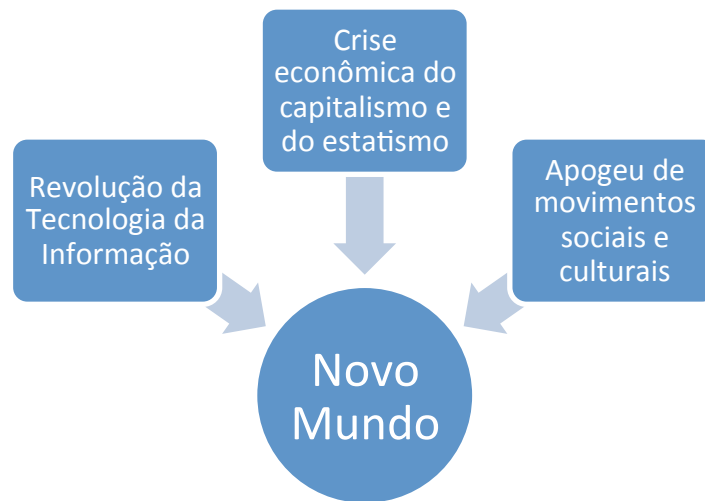 Crise
econômica do
capitalismo e
do estatismo
Revolução da
Tecnologia da
Informação
Apogeu de
movimentos
sociais e
culturais
Novo
Mundo